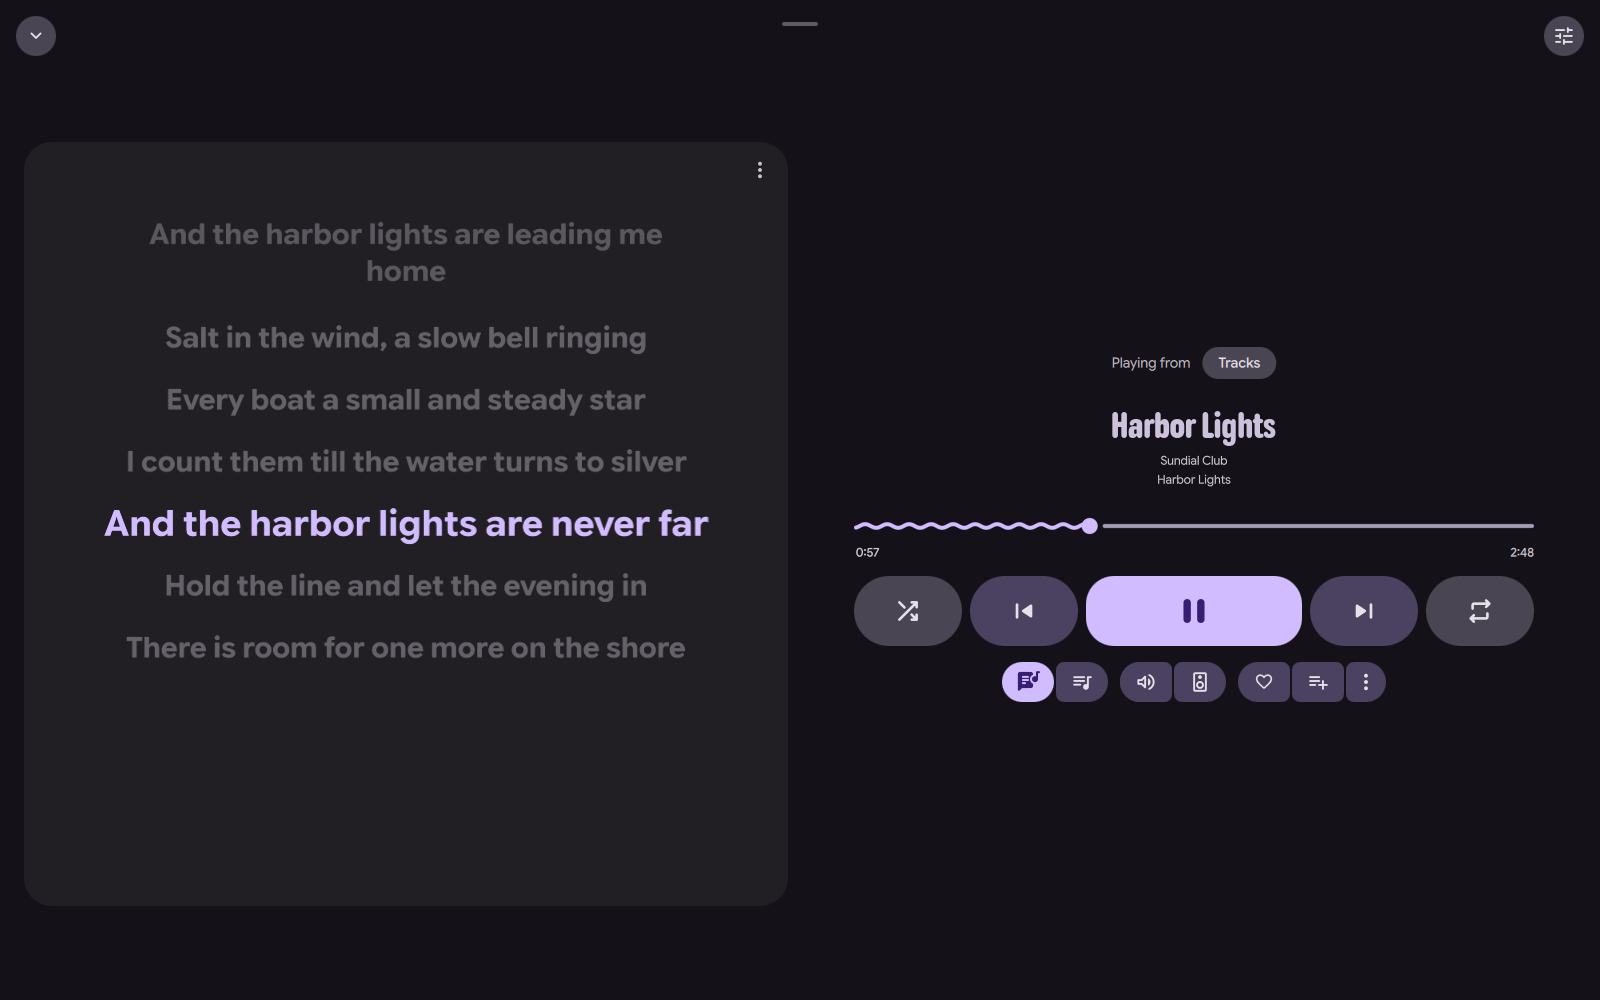 And the harbor lights are leading me
home
Salt in the wind, a slow bell ringing
Every boat a small and steady star
I count them till the water turns to silver
And the harbor lights are never far
Hold the line and let the evening in
There is room for one more on the shore
Playing from Tracks
Harbor Lights
Sundial Club
Harbor Lights
0:57 2:48